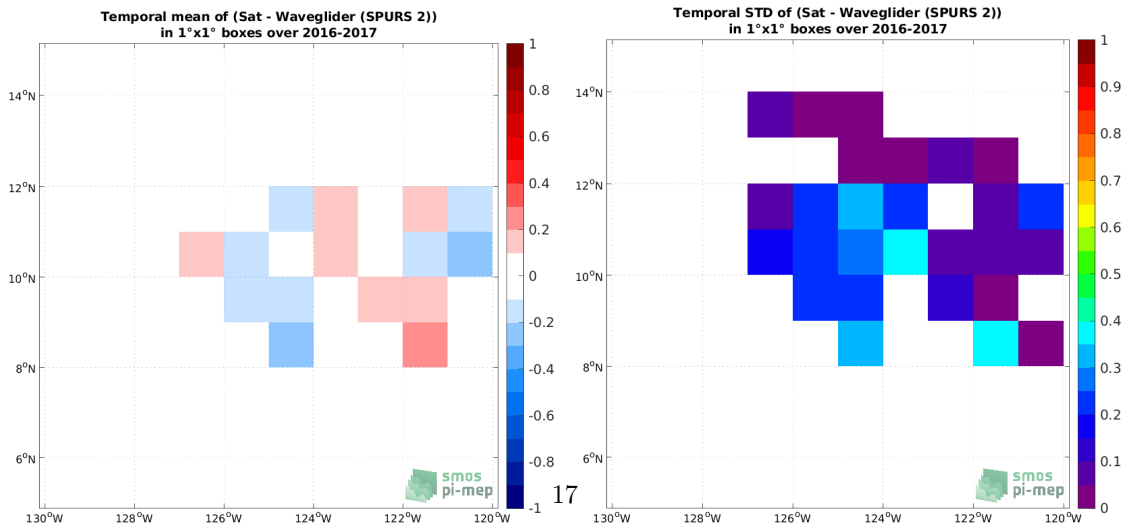 Temporal mean of (Sat - Waveglider (SPURS 2))
in 1°x1° boxes over 2016-2017
14°N
12°N
10°N
8°N
6°N
130°W 128°W 126°W 124°W 122°W 120°W
1
0.8
0.6
0.4
0.2
0
-0.2
-0.4
-0.6
-0.8
-1
smos
pi-mep
17
Temporal STD of (Sat - Waveglider (SPURS 2))
in 1°x1° boxes over 2016-2017
14°N
12°N
10°N
8°N
6°N
130°W 128°W 126°W 124°W 122°W 120°W
1
0.9
0.8
0.7
0.6
0.5
0.4
0.3
0.2
0.1
0
smos
pi-mep